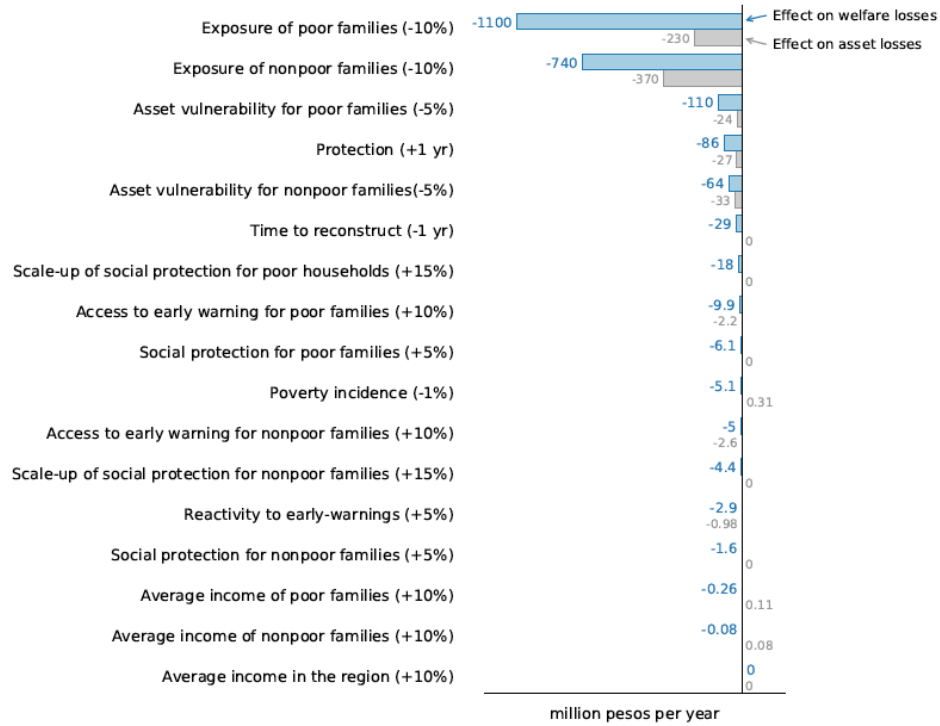 Exposure of poor families (-10%)
-1100
Effect on welfare losses
-230
Effect on asset losses
Exposure of nonpoor families (-10%)
-740
-370
Asset vulnerability for poor families (-5%)
-110
-24
Protection (+1 yr)
-86
-27
Asset vulnerability for nonpoor families(-5%)
-64
-33
Time to reconstruct (-1 yr)
-29
0
Scale-up of social protection for poor households (+15%)
-18
0
Access to early warning for poor families (+10%)
-9.9
-2.2
Social protection for poor families (+5%)
-6.1
0
Poverty incidence (-1%)
-5.1
0.31
Access to early warning for nonpoor families (+10%)
-5
-2.6
Scale-up of social protection for nonpoor families (+15%)
-4.4
0
Reactivity to early-warnings (+5%)
-2.9
-0.98
Social protection for nonpoor families (+5%)
-1.6
0
Average income of poor families (+10%)
-0.26
0.11
Average income of nonpoor families (+10%)
-0.08
0.08
Average income in the region (+10%)
0
0
million pesos per year